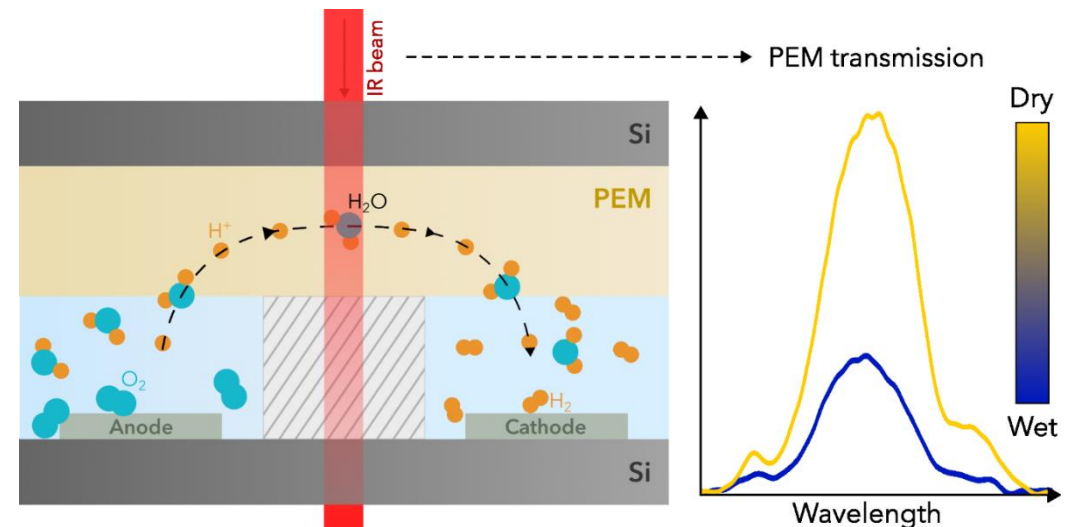 IR beam
PEM transmission
Si
Dry
H₂O
PEM
H⁺
O₂
H₂
Anode
Cathode
Wet
Si
Wavelength